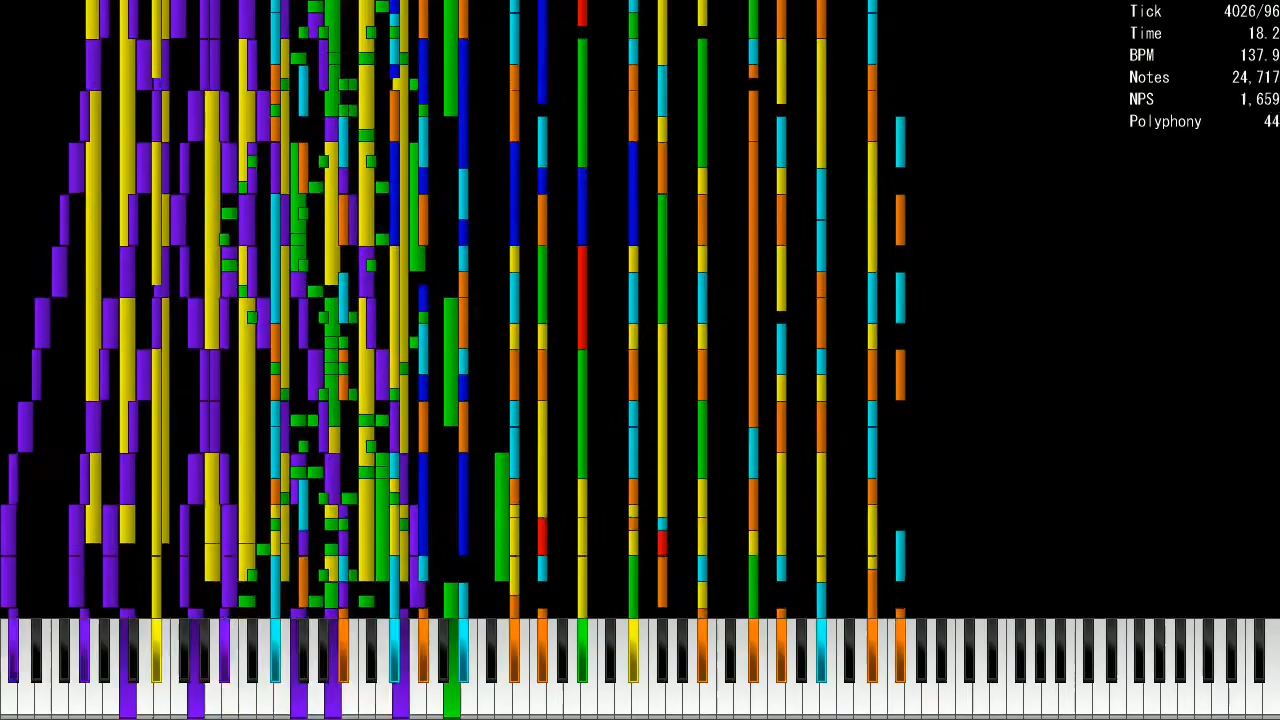 Tick 4026/96
Time 18.2
BPM 137.9
Notes 24,717
NPS 1,659
Polyphony 44